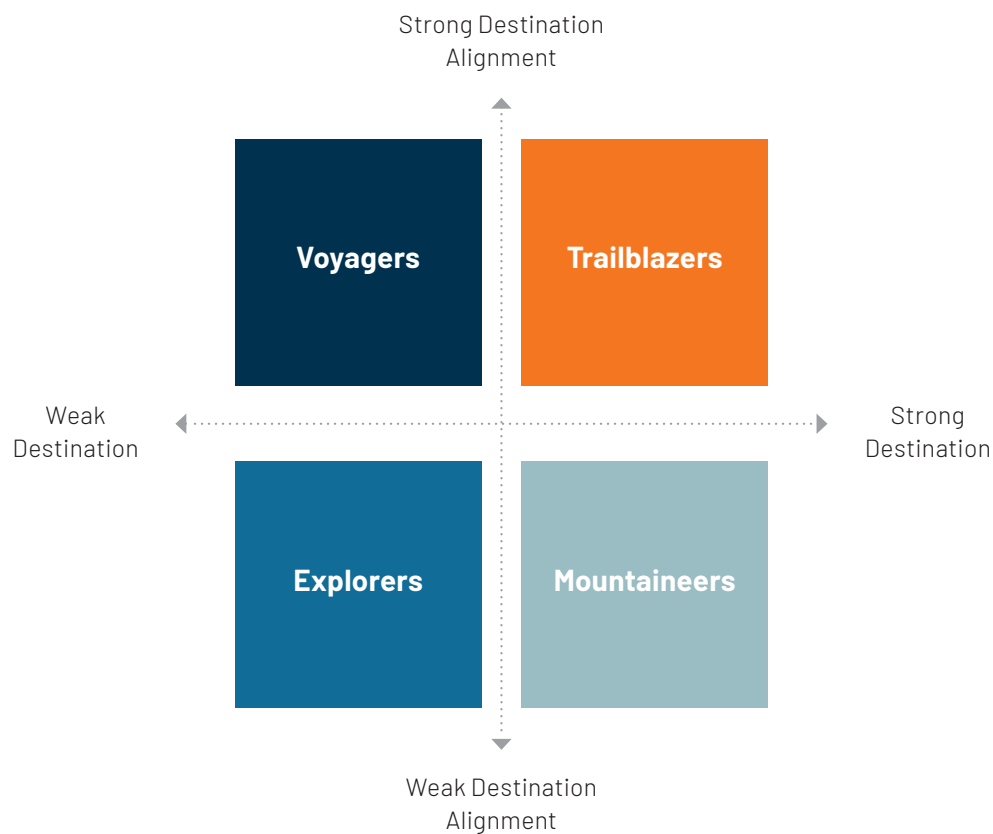 Strong Destination
Alignment
Voyagers
Trailblazers
Weak
Destination
Strong
Destination
Explorers
Mountaineers
Weak Destination
Alignment